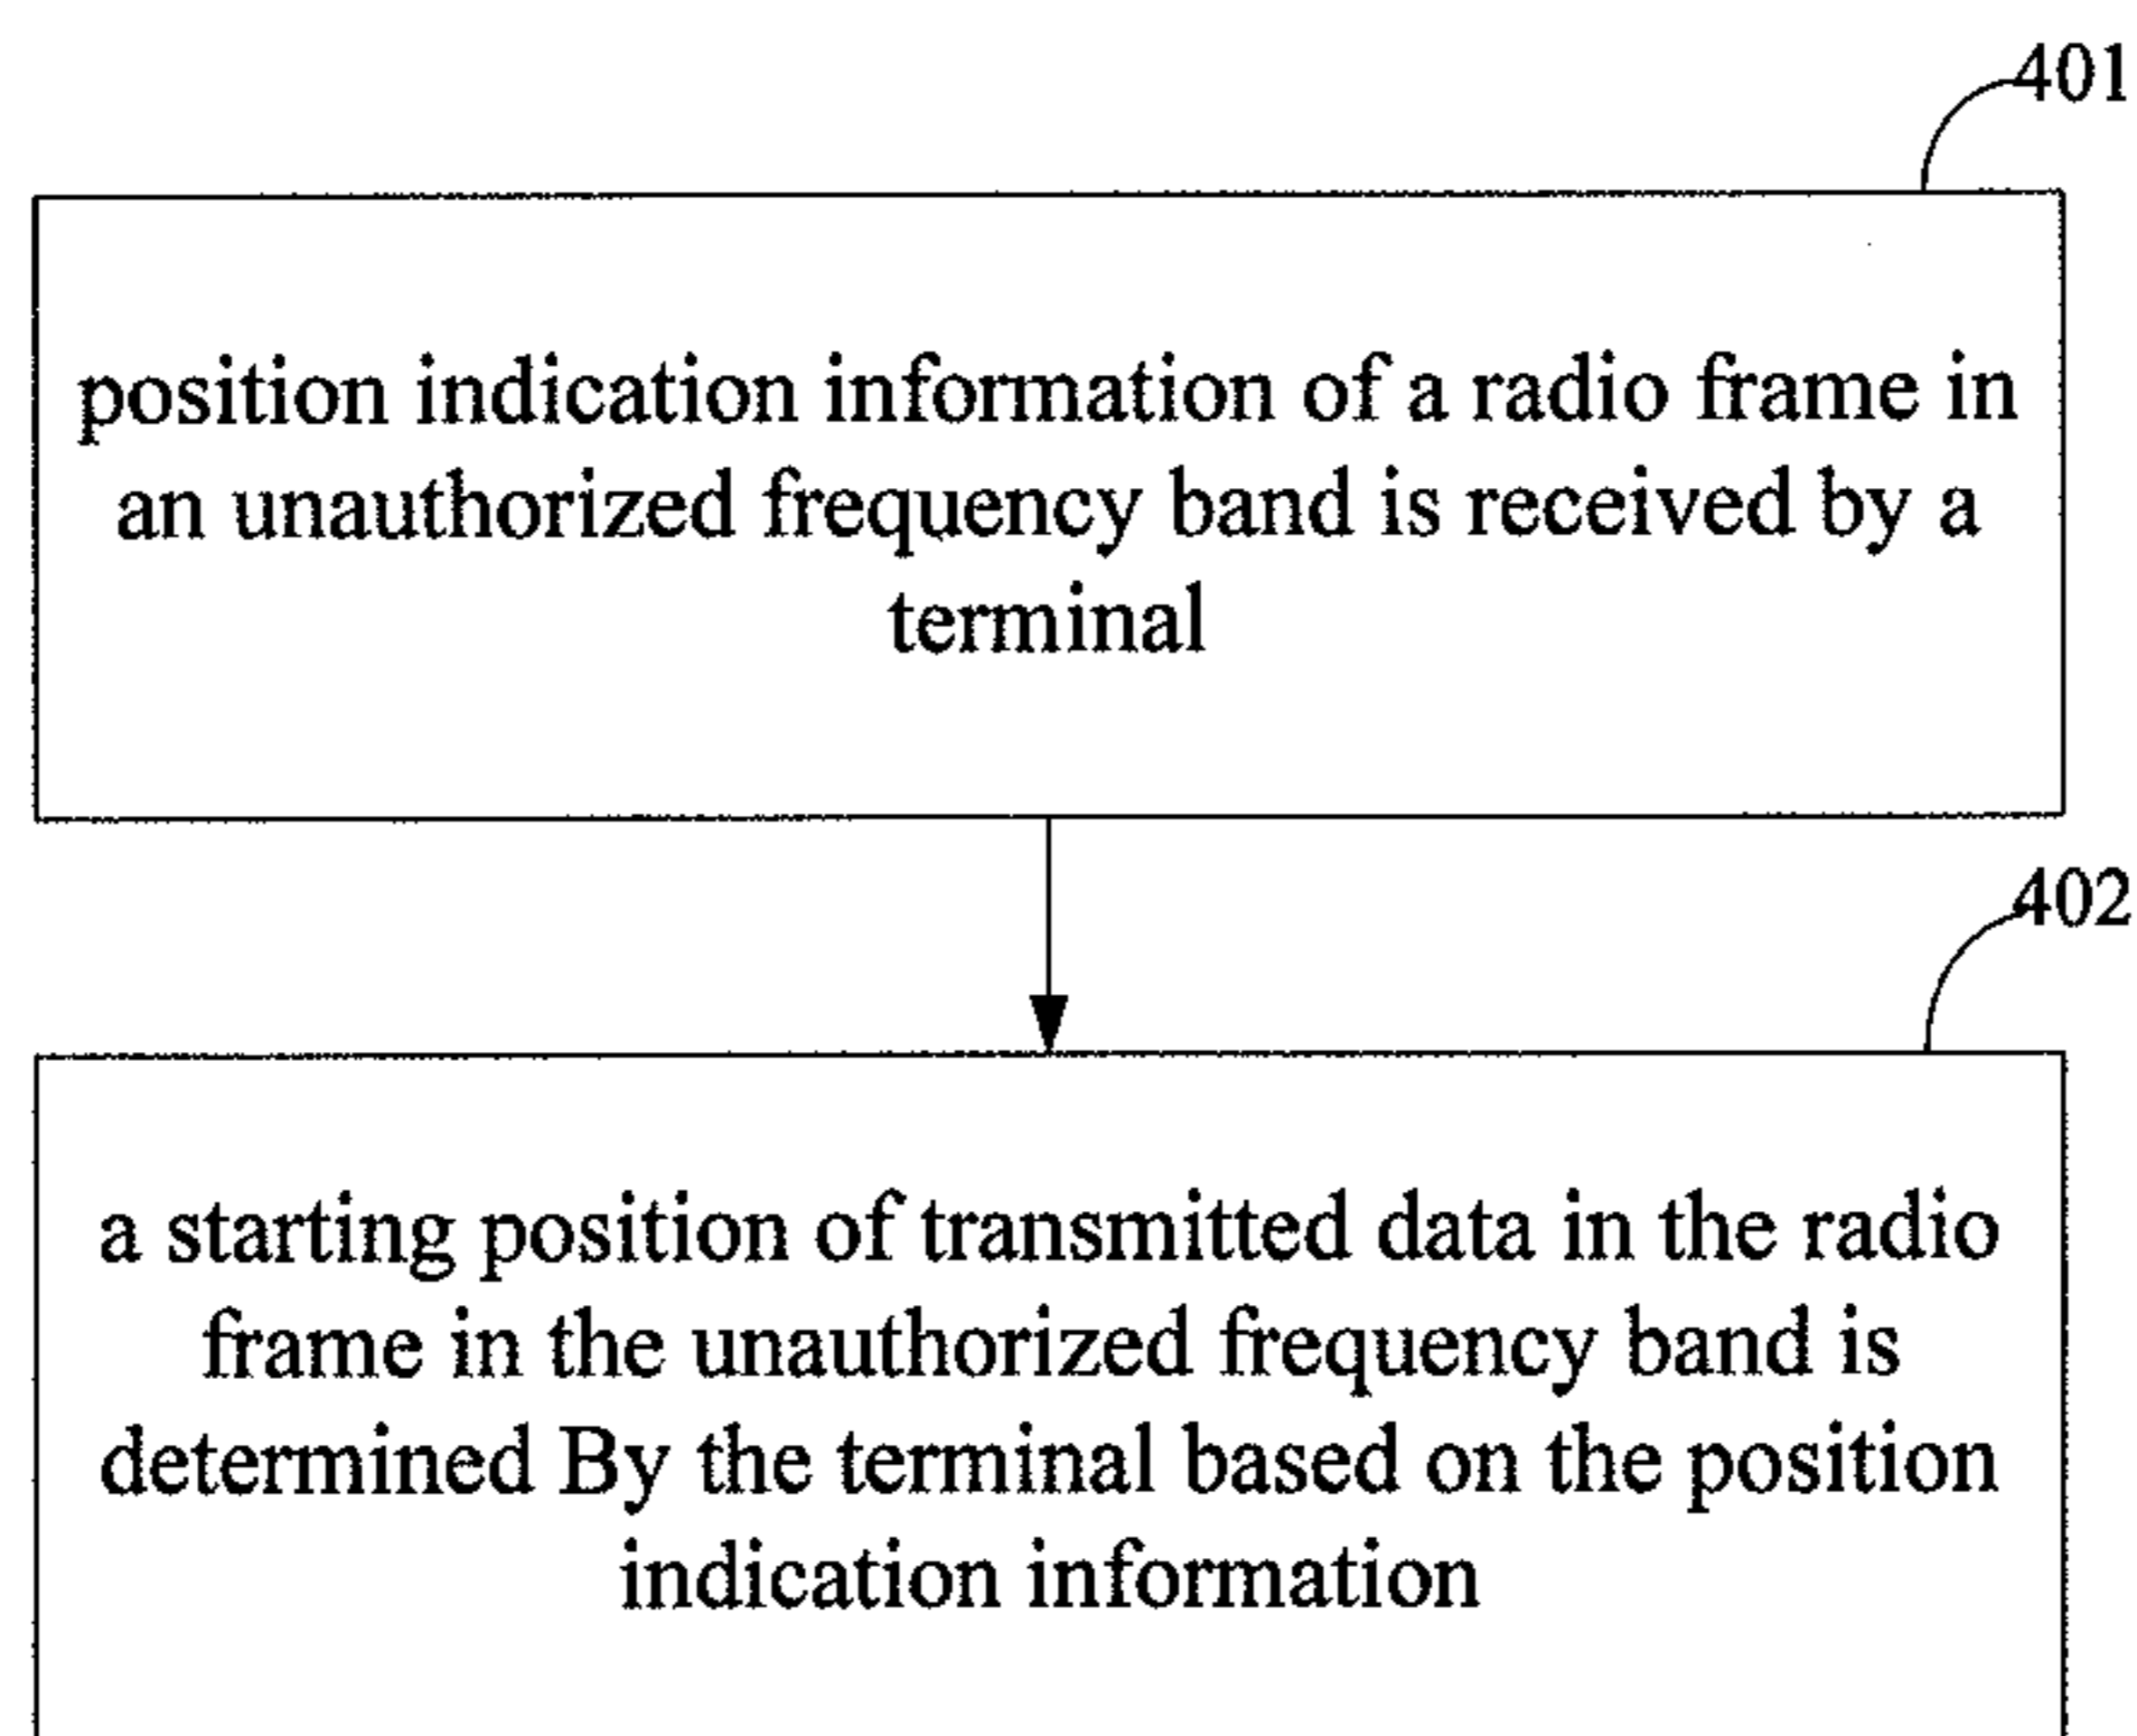 401
position indication information of a radio frame in
an unauthorized frequency band is received by a
terminal
402
a starting position of transmitted data in the radio
frame in the unauthorized frequency band is
determined By the terminal based on the position
indication information